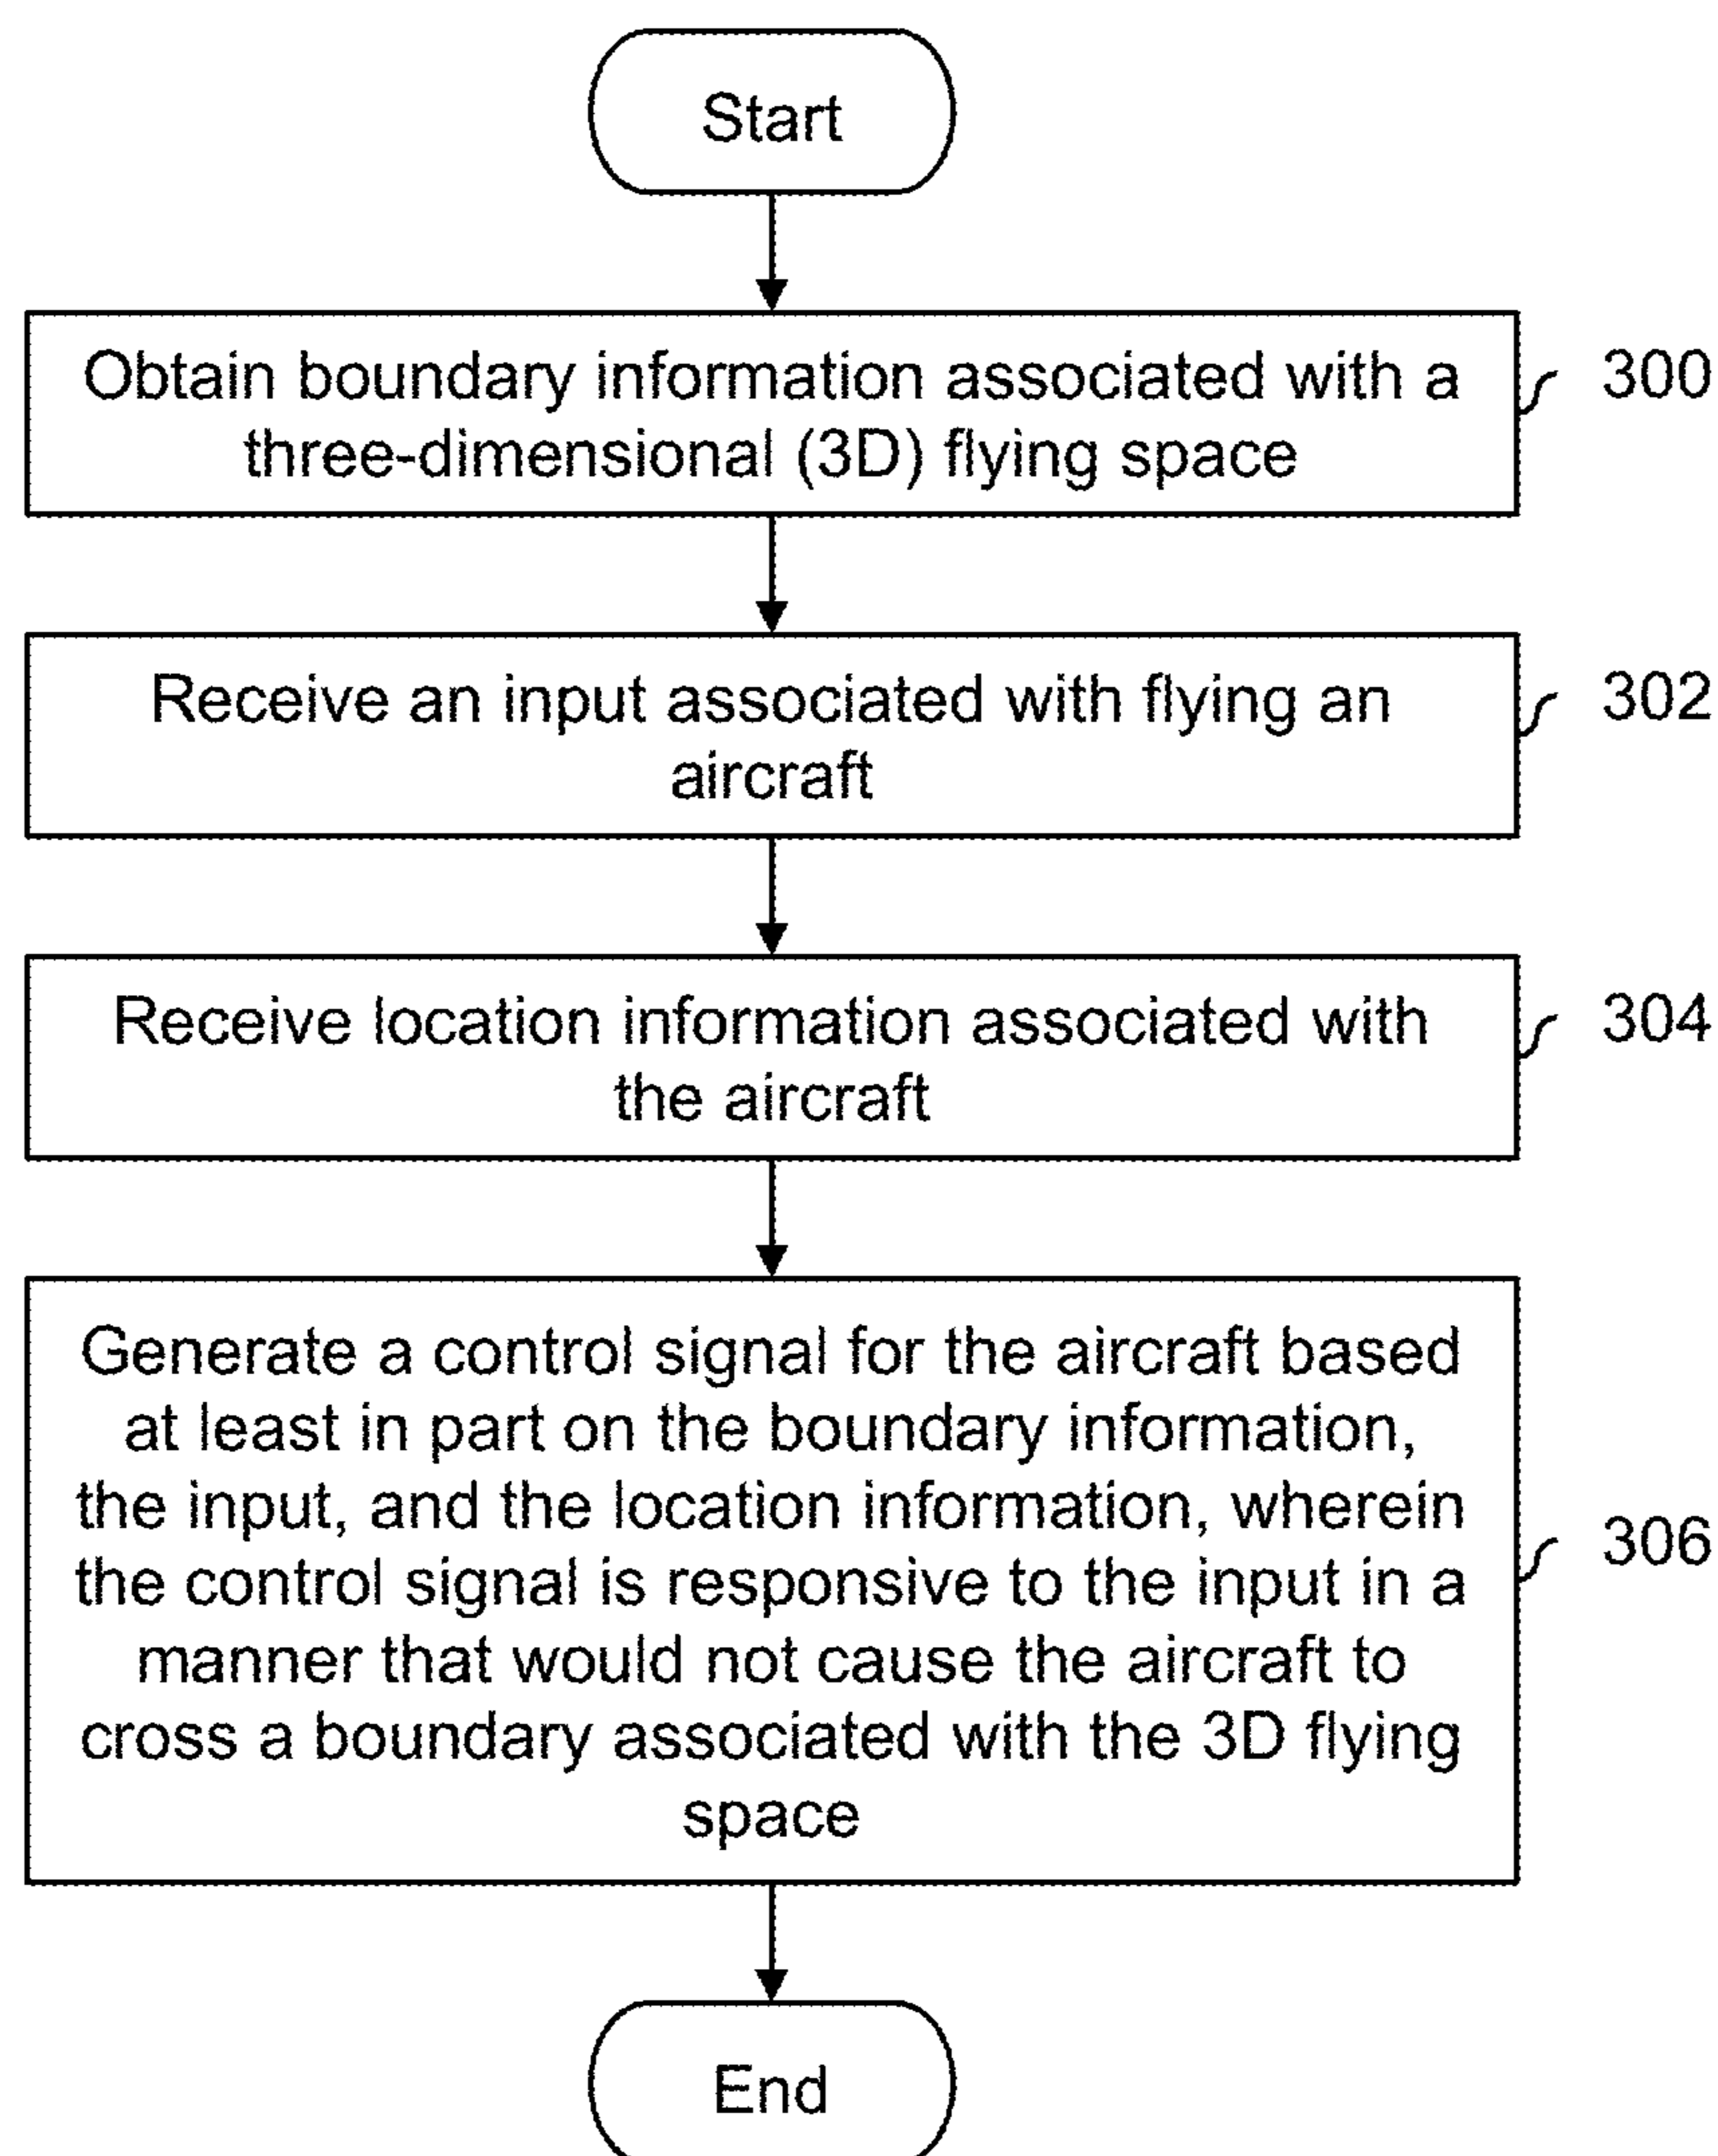 Start
Obtain boundary information associated with a
three-dimensional (3D) flying space
300
Receive an input associated with flying an
aircraft
302
Receive location information associated with
the aircraft
304
Generate a control signal for the aircraft based
at least in part on the boundary information,
the input, and the location information, wherein
the control signal is responsive to the input in a
manner that would not cause the aircraft to
cross a boundary associated with the 3D flying
space
306
End